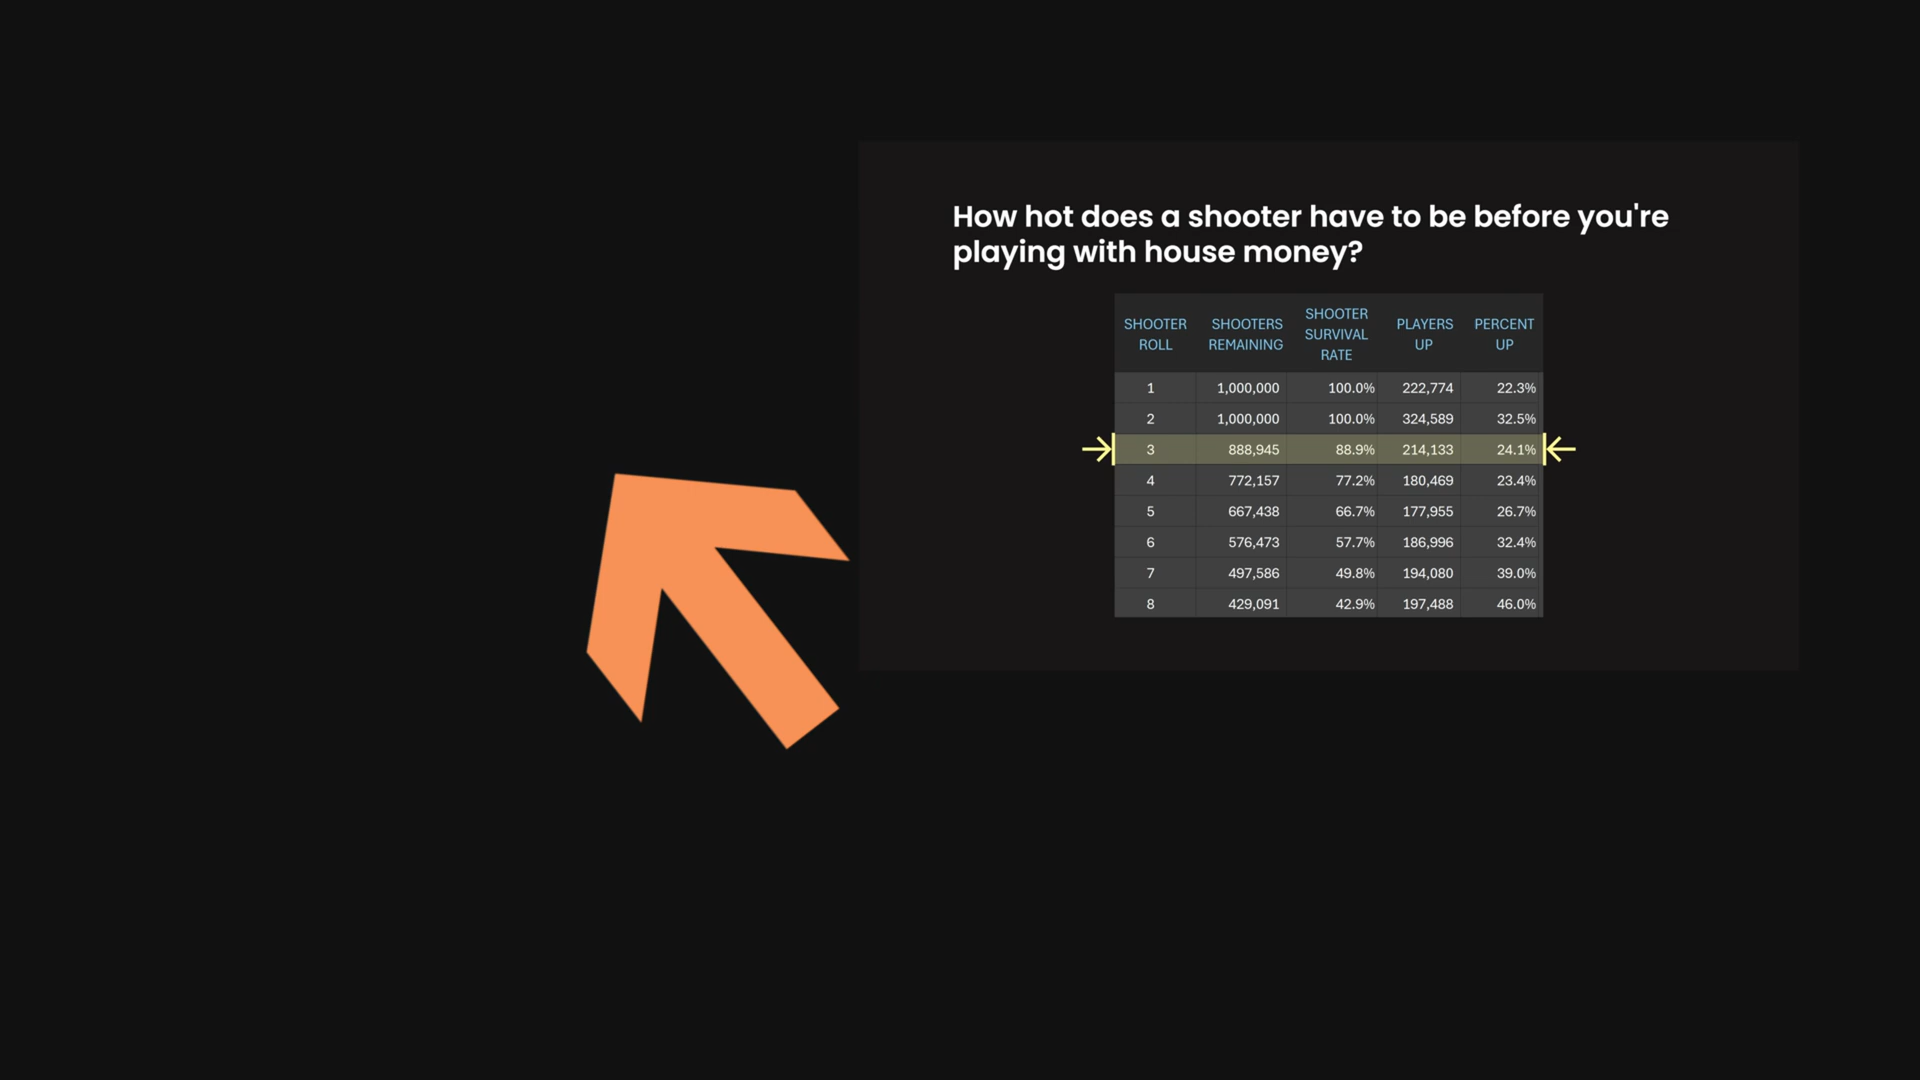 How hot does a shooter have to be before you're
playing with house money?
SHOOTER ROLL SHOOTERS REMAINING SHOOTER SURVIVAL RATE PLAYERS UP PERCENT UP
1 1,000,000 100.0% 222,774 22.3%
2 1,000,000 100.0% 324,589 32.5%
3 888,945 88.9% 214,133 24.1%
4 772,157 77.2% 180,469 23.4%
5 667,438 66.7% 177,955 26.7%
6 576,473 57.7% 186,996 32.4%
7 497,586 49.8% 194,080 39.0%
8 429,091 42.9% 197,488 46.0%